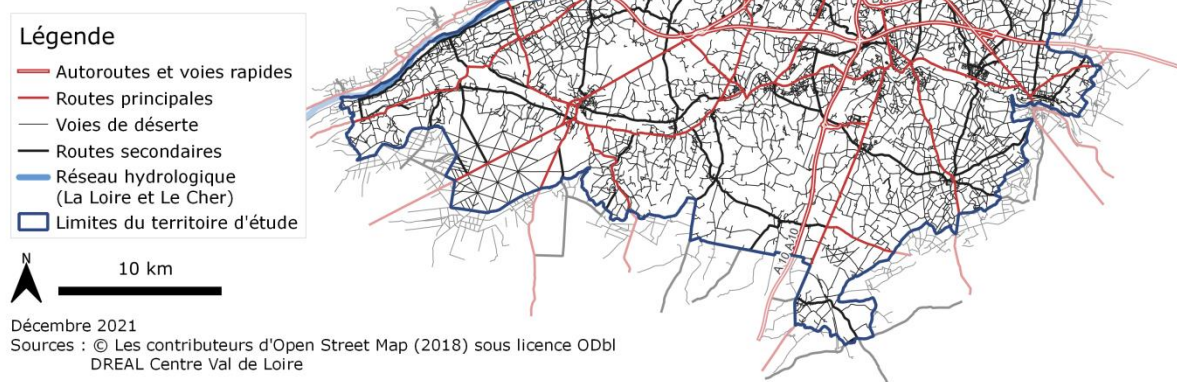 Légende
Autoroutes et voies rapides
Routes principales
Voies de déserte
Routes secondaires
Réseau hydrologique
(La Loire et Le Cher)
Limites du territoire d'étude
N
10 km
A 10
A 10
Décembre 2021
Sources : © Les contributeurs d'Open Street Map (2018) sous licence ODbl
DREAL Centre Val de Loire